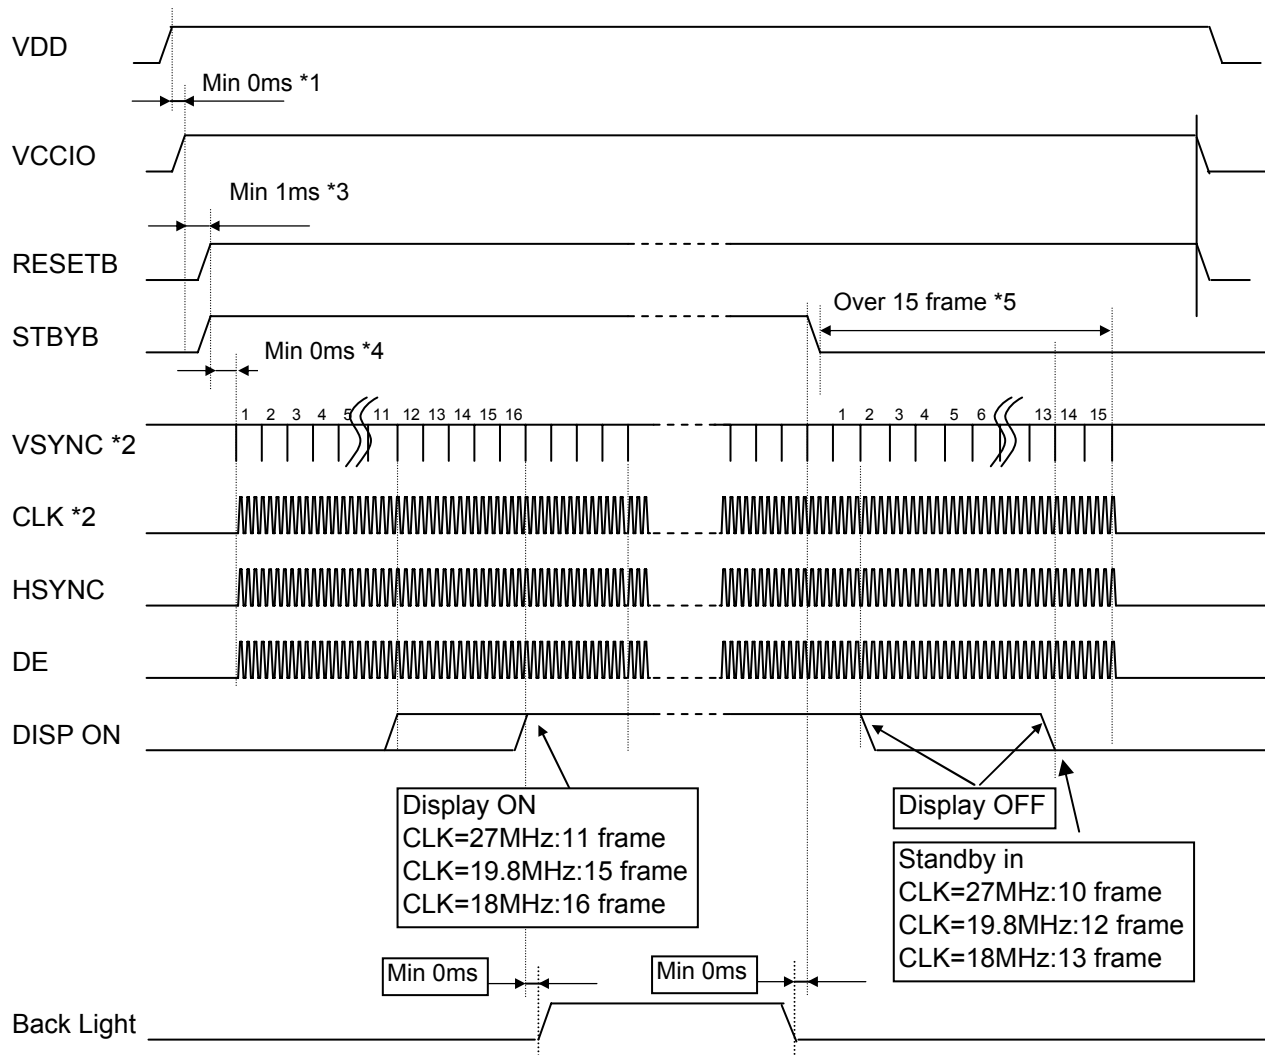 VDD
Min 0ms *1
VCCIO
Min 1ms *3
RESETB
Over 15 frame *5
STBYB
Min 0ms *4
1 2 3 4 5 11 12 13 14 15 16 1 2 3 4 5 6 13 14 15
VSYNC *2
CLK *2
HSYNC
DE
DISP ON
Display ON
CLK=27MHz:11 frame
CLK=19.8MHz:15 frame
CLK=18MHz:16 frame
Display OFF
Standby in
CLK=27MHz:10 frame
CLK=19.8MHz:12 frame
CLK=18MHz:13 frame
Min 0ms
Min 0ms
Back Light